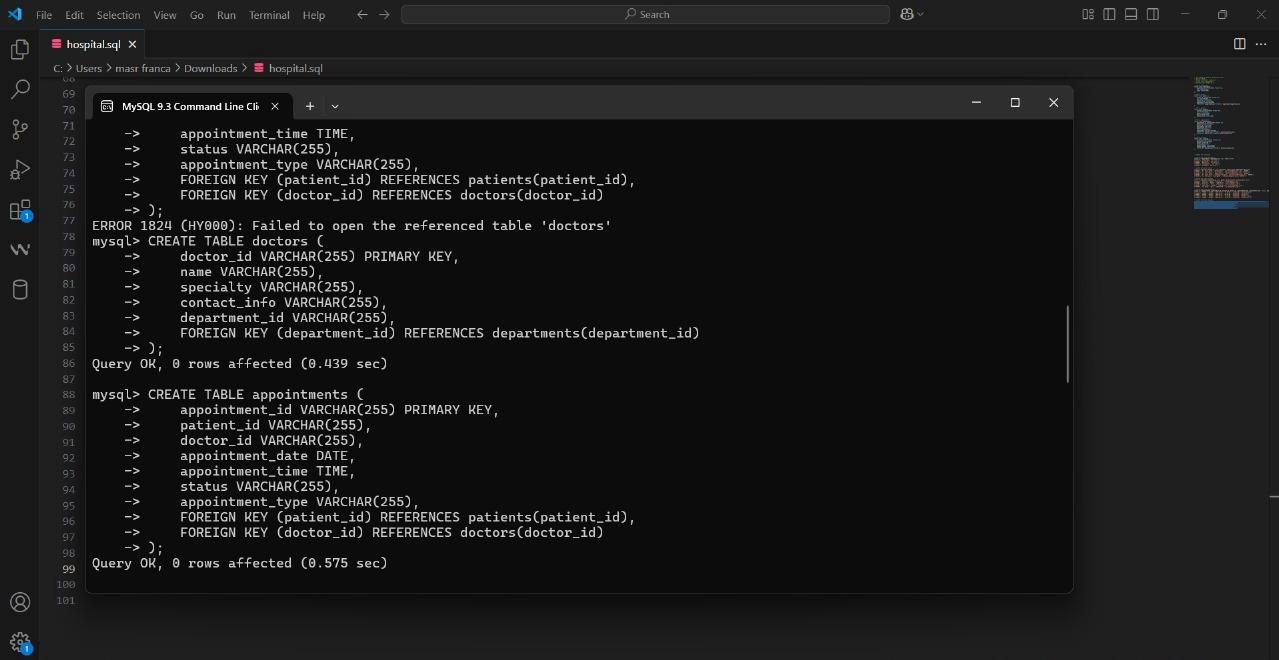 File Edit Selection View Go Run Terminal Help Search
hospital.sql
C: > Users > masr franca > Downloads > hospital.sql
68
69
70
71
72
73
74
75
76
77
78
79
80
81
82
83
84
85
86
87
88
89
90
91
92
93
94
95
96
97
98
99
100
101
MySQL 9.3 Command Line Cli
-> appointment_time TIME,
-> status VARCHAR(255),
-> appointment_type VARCHAR(255),
-> FOREIGN KEY (patient_id) REFERENCES patients(patient_id),
-> FOREIGN KEY (doctor_id) REFERENCES doctors(doctor_id)
-> );
ERROR 1824 (HY000): Failed to open the referenced table 'doctors'
mysql> CREATE TABLE doctors (
-> doctor_id VARCHAR(255) PRIMARY KEY,
-> name VARCHAR(255),
-> specialty VARCHAR(255),
-> contact_info VARCHAR(255),
-> department_id VARCHAR(255),
-> FOREIGN KEY (department_id) REFERENCES departments(department_id)
-> );
Query OK, 0 rows affected (0.439 sec)
mysql> CREATE TABLE appointments (
-> appointment_id VARCHAR(255) PRIMARY KEY,
-> patient_id VARCHAR(255),
-> doctor_id VARCHAR(255),
-> appointment_date DATE,
-> appointment_time TIME,
-> status VARCHAR(255),
-> appointment_type VARCHAR(255),
-> FOREIGN KEY (patient_id) REFERENCES patients(patient_id),
-> FOREIGN KEY (doctor_id) REFERENCES doctors(doctor_id)
-> );
Query OK, 0 rows affected (0.575 sec)
1
1